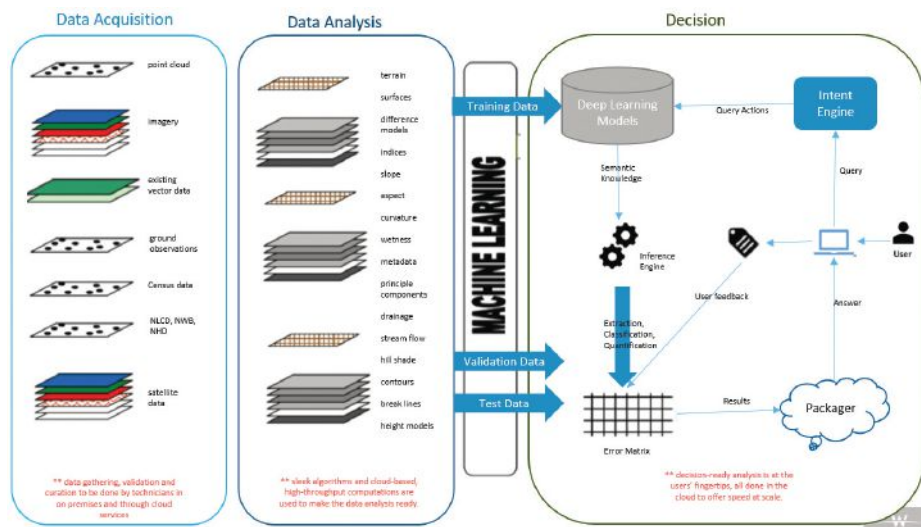 Data Acquisition
Data Analysis
Decision
point cloud
imagery
existing
vector data
ground
observations
Census data
NLCD, NWB,
NHD
satellite
data
** data gathering, validation and
curation to be done by technicians in
on premises and through cloud
services
terrain
surfaces
difference
models
indices
slope
aspect
curvature
wetness
metadata
principle
components
drainage
stream flow
hill shade
contours
break lines
height models
** sleek algorithms and cloud-based,
high-throughput computations are
used to make the data analysis ready.
MACHINE LEARNING
Training Data
Validation Data
Test Data
Deep Learning
Models
Query Actions
Intent
Engine
Semantic
Knowledge
Query
Inference
Engine
User
User feedback
Answer
Extraction,
Classification,
Quantification
Results
Packager
Error Matrix
** decision-ready analysis is at the
users' fingertips, all done in the
cloud to offer speed at scale.